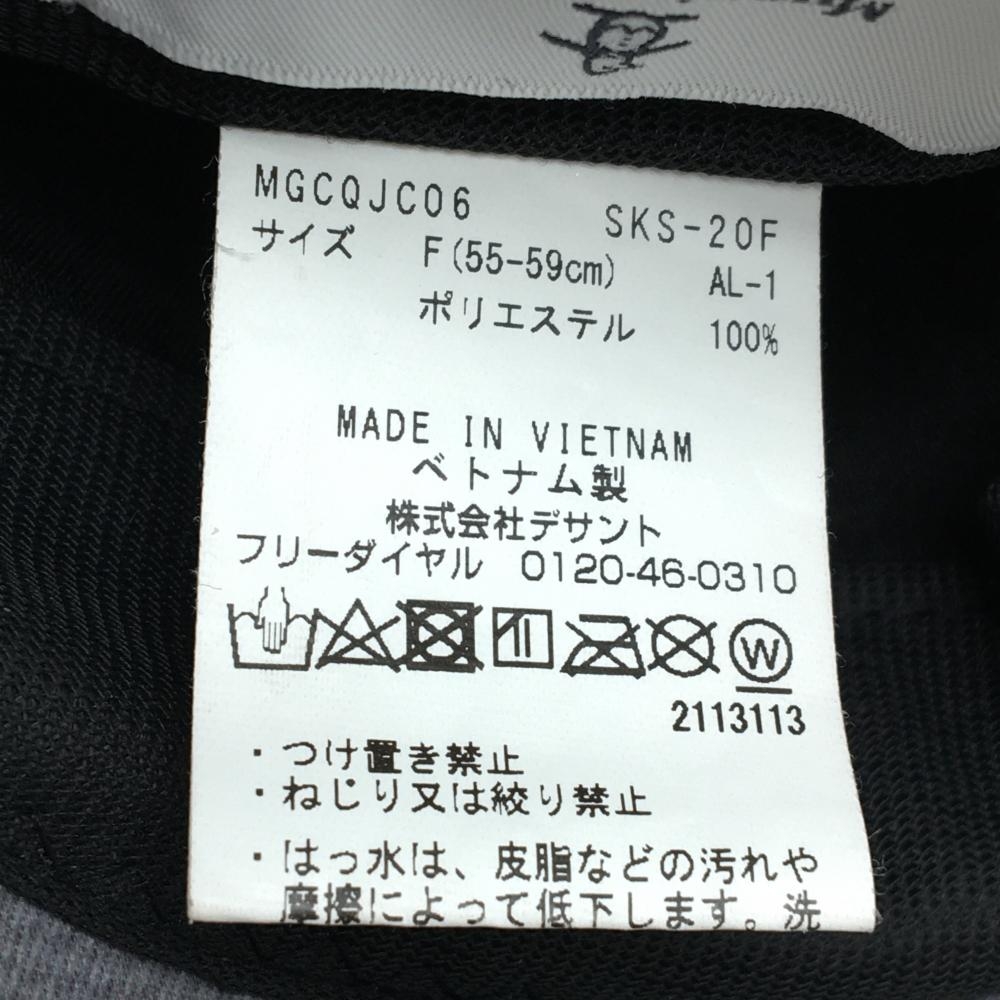 MGCQJC06 SKS-20F
サイズ F(55-59cm) AL-1
ポリエステル 100%
MADE IN VIETNAM
ベトナム製
株式会社デサント
フリーダイヤル 0120-46-0310
W
2113113
・つけ置き禁止
・ねじり又は絞り禁止
・はっ水は、皮脂などの汚れや
摩擦によって低下します。洗